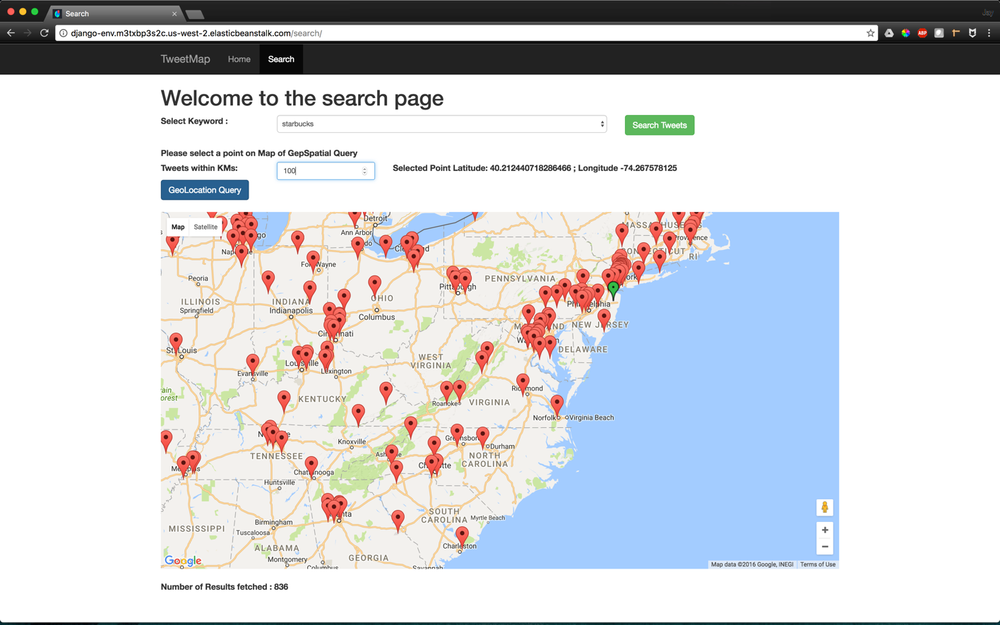 Search
Jay
django-env.m3txbp3s2c.us-west-2.elasticbeanstalk.com/search/
ABP
TweetMap Home Search
Welcome to the search page
Select Keyword :
starbucks
Search Tweets
Please select a point on Map of GepSpatial Query
Tweets within KMs:
100
Selected Point Latitude: 40.212440718286466 ; Longitude -74.267578125
GeoLocation Query
Map Satellite
Detroit
Ann Arbor
MASSACHUSETTS
Providence
CONNECTICUT
RI
Fort Wayne
Peoria
PENNSYLVANIA
Pittsburgh
ILLINOIS
Springfield
INDIANA
Indianapolis
OHIO
Columbus
Philadelphia
NEW JERSEY
Cincinnati
MARYLAND
DELAWARE
St. Louis
WEST
VIRGINIA
Evansville
Louisville
Lexington
Richmond
KENTUCKY
Roanoke
VIRGINIA
Norfolk
Virginia Beach
Knoxville
Greensboro
Durham
TENNESSEE
NORTH
CAROLINA
Memphis
Chattanooga
Charlotte
Huntsville
SOUTH
CAROLINA
Myrtle Beach
MISSISSIPPI
Birmingham
Tuscaloosa
ALABAMA
Charleston
Montgomery
GEORGIA
Columbus
Savannah
Google
Map data ©2016 Google, INEGI Terms of Use
Number of Results fetched : 836